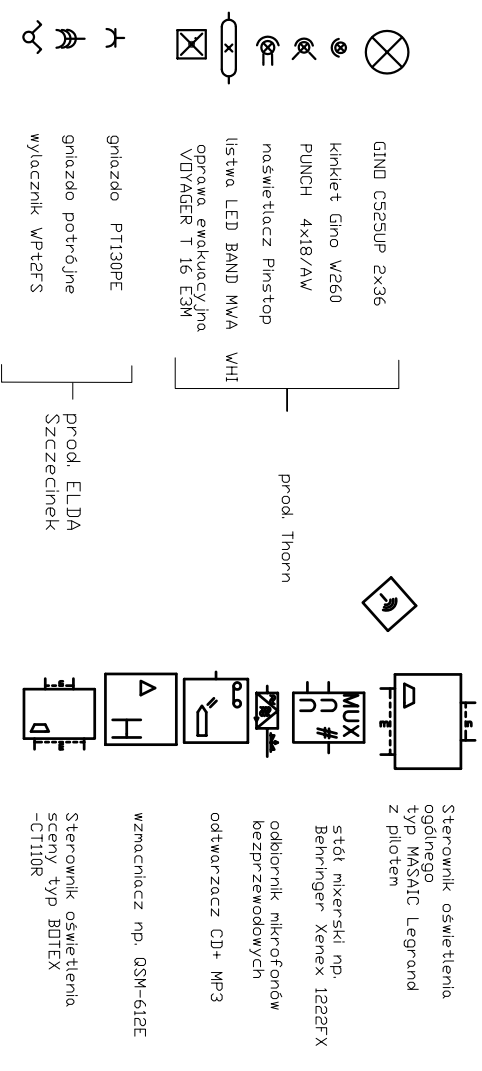 GINO C525UP 2x36
kinkiet Gino W260
PUNCH 4x18/AW
naświetlacz Pinstop
listwa LED BAND MWA WHI
oprawa ewakuacyjna
VOYAGER T 16 E3M
prod. Thorn
gniazdo PT130PE
gniazdo potrójne
wylacznik WPt2FS
prod. ELDA
Szczecinek
Sterownik oświetlenia
ogólnego
typ MASAIC Legrand
z pilotem
MUX
#
stół mixerski np.
Behringer Xenex 1222FX
odbiornik mikrofonów
bezprzewodowych
odtwarzacz CD+ MP3
wzmacniacz np. QSM-612E
Sterownik oświetlenia
sceny typ BOTEX
-CT110R